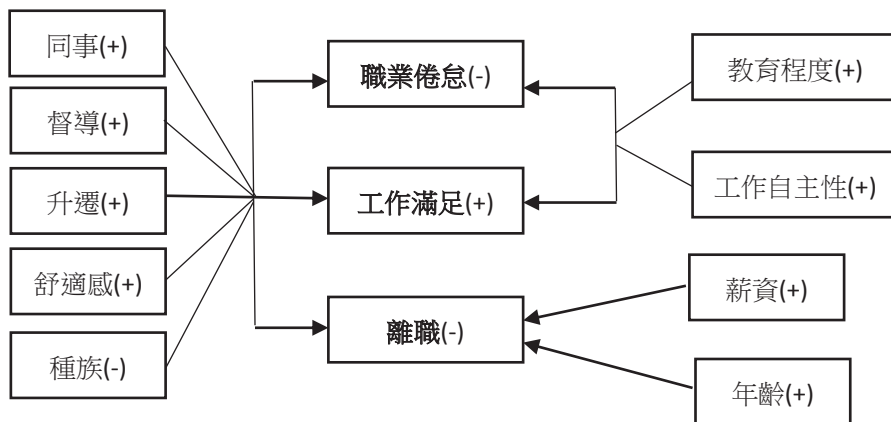 同事(+)
督導(+)
升遷(+)
舒適感(+)
種族(-)
職業倦怠(-)
工作滿足(+)
離職(-)
教育程度(+)
工作自主性(+)
薪資(+)
年齡(+)